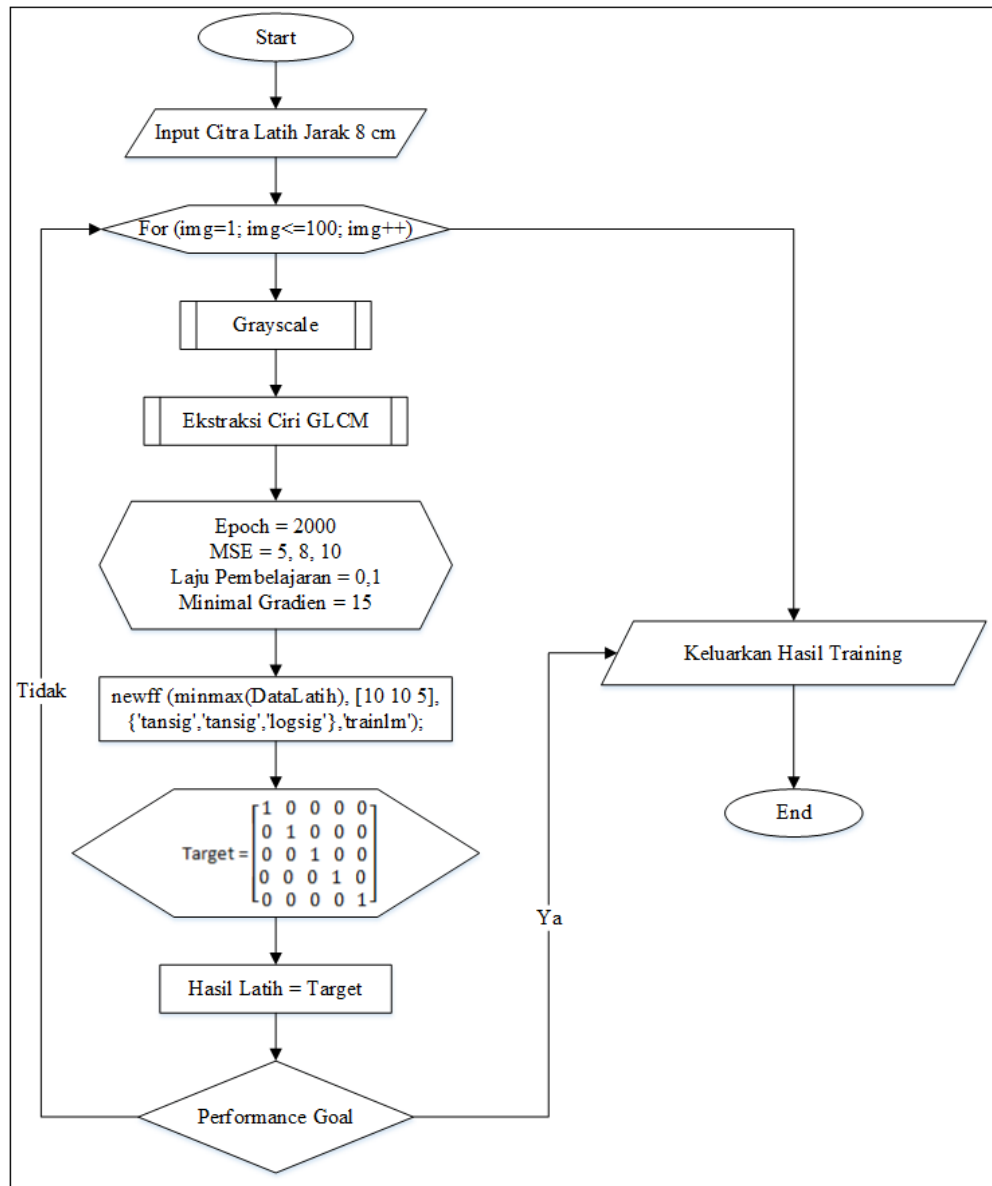 Start
Input Citra Latih Jarak 8 cm
For (img=1; img<=100; img++)
Grayscale
Ekstraksi Ciri GLCM
Epoch = 2000
MSE = 5, 8, 10
Laju Pembelajaran = 0,1
Minimal Gradien = 15
Keluarkan Hasil Training
Tidak
newff (minmax(DataLatih), [10 10 5],
{'tansig','tansig','logsig'},'trainlm');
End
1 0 0 0 0
0 1 0 0 0
Target = 0 0 1 0 0
0 0 0 1 0
0 0 0 0 1
Ya
Hasil Latih = Target
Performance Goal